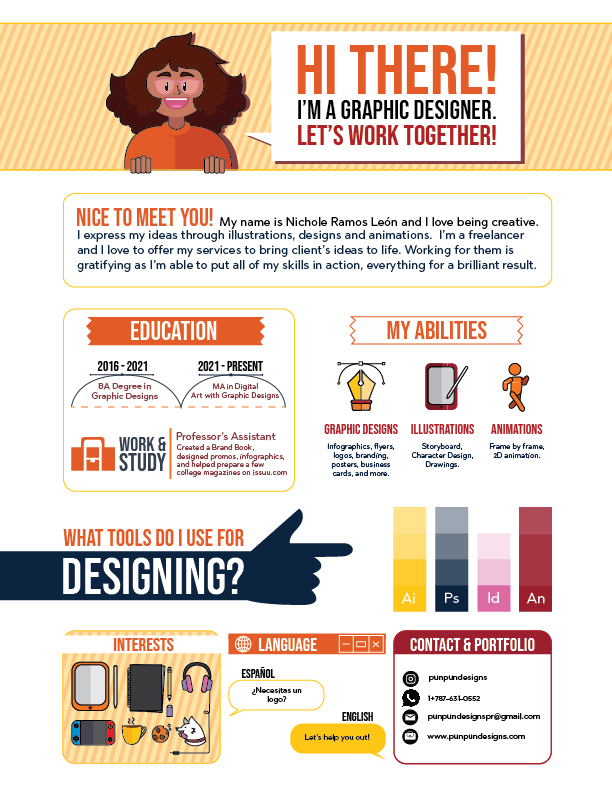 HI THERE!
I'M A GRAPHIC DESIGNER.
LET'S WORK TOGETHER!
NICE TO MEET YOU! My name is Nichole Ramos León and I love being creative.
I express my ideas through illustrations, designs and animations. I'm a freelancer
and I love to offer my services to bring client's ideas to life. Working for them is
gratifying as I'm able to put all of my skills in action, everything for a brilliant result.
EDUCATION
2016 - 2021
BA Degree in
Graphic Designs
2021 - PRESENT
MA in Digital
Art with Graphic Designs
WORK &
STUDY
Professor's Assistant
Created a Brand Book,
designed promos, infographics,
and helped prepare a few
college magazines on issuu.com
MY ABILITIES
GRAPHIC DESIGNS
Infographics, flyers,
logos, branding,
posters, business
cards, and more.
ILLUSTRATIONS
Storyboard,
Character Design,
Drawings.
ANIMATIONS
Frame by frame,
2D animation.
WHAT TOOLS DO I USE FOR
DESIGNING?
Ai
Ps
Id
An
INTERESTS
LANGUAGE
ESPAÑOL
¿Necesitas un
logo?
ENGLISH
Let's help you out!
CONTACT & PORTFOLIO
punpundesigns
1+787-631-0552
punpundesignspr@gmail.com
www.punpundesigns.com